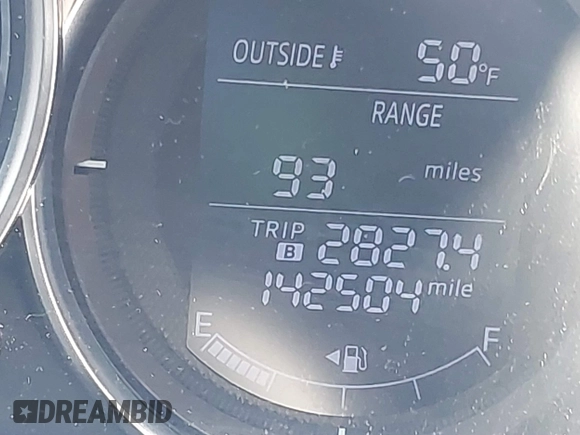 OUTSIDE 50°F
RANGE
93 miles
TRIP B 2827.4
142504 mile
E F
DREAMBID